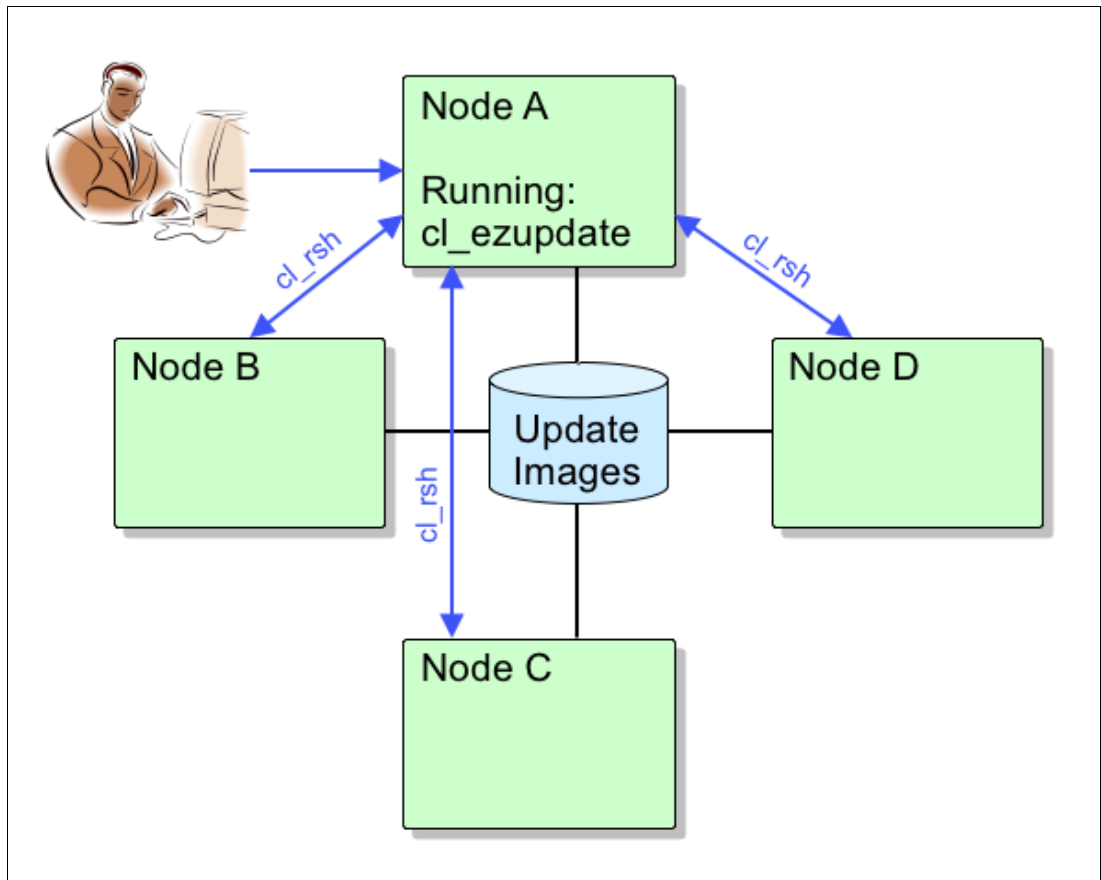 Node A
Running:
cl_ezupdate
cl_rsh
cl_rsh
Node B
Node D
Update
Images
cl_rsh
Node C